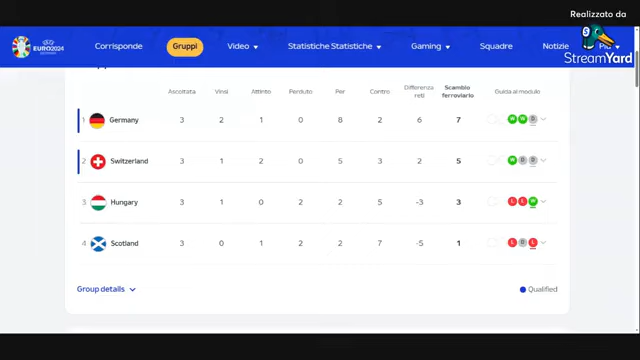 Realizzato da
StreamYard
EURO2024
Corrisponde Gruppi Video Statistiche Statistiche Gaming Squadre Notizie Più
Ascoltata Vinsi Attinto Perduto Per Contro Differenza reti Scambio ferroviario Guida al modulo
1 Germany 3 2 1 0 8 2 6 7 W W D
2 Switzerland 3 1 2 0 5 3 2 5 W D D
3 Hungary 3 1 0 2 2 5 -3 3 L L W
4 Scotland 3 0 1 2 2 7 -5 1 L D L
Group details
Qualified